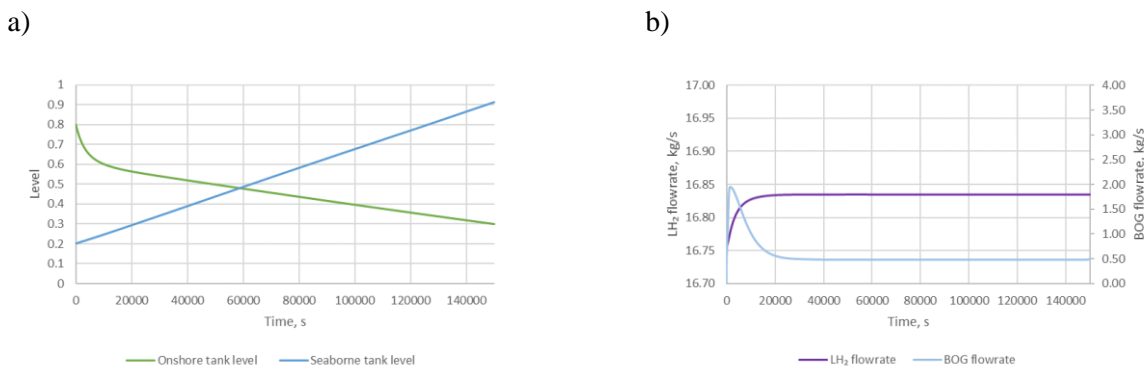 a)
b)
1
0.9
0.8
0.7
0.6
0.5
0.4
0.3
0.2
0.1
0
Level
0 20000 40000 60000 80000 100000 120000 140000
Time, s
Onshore tank level Seaborne tank level
17.00
16.95
16.90
16.85
16.80
16.75
16.70
LH₂ flowrate, kg/s
4.00
3.50
3.00
2.50
2.00
1.50
1.00
0.50
0.00
BOG flowrate, kg/s
0 20000 40000 60000 80000 100000 120000 140000
Time, s
LH₂ flowrate BOG flowrate